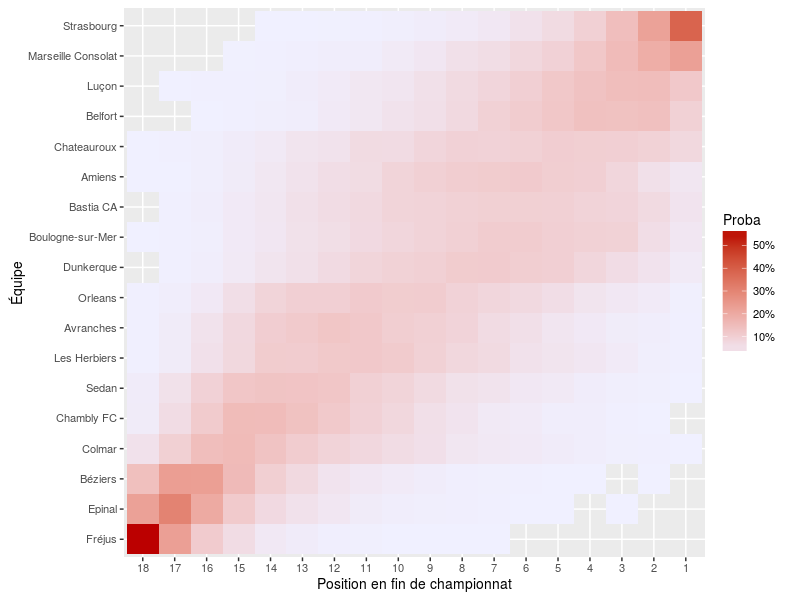 Strasbourg
Marseille Consolat
Luçon
Belfort
Chateauroux
Amiens
Bastia CA
Boulogne-sur-Mer
Dunkerque
Orleans
Avranches
Les Herbiers
Sedan
Chambly FC
Colmar
Béziers
Epinal
Fréjus
Équipe
18 17 16 15 14 13 12 11 10 9 8 7 6 5 4 3 2 1
Position en fin de championnat
Proba
50%
40%
30%
20%
10%